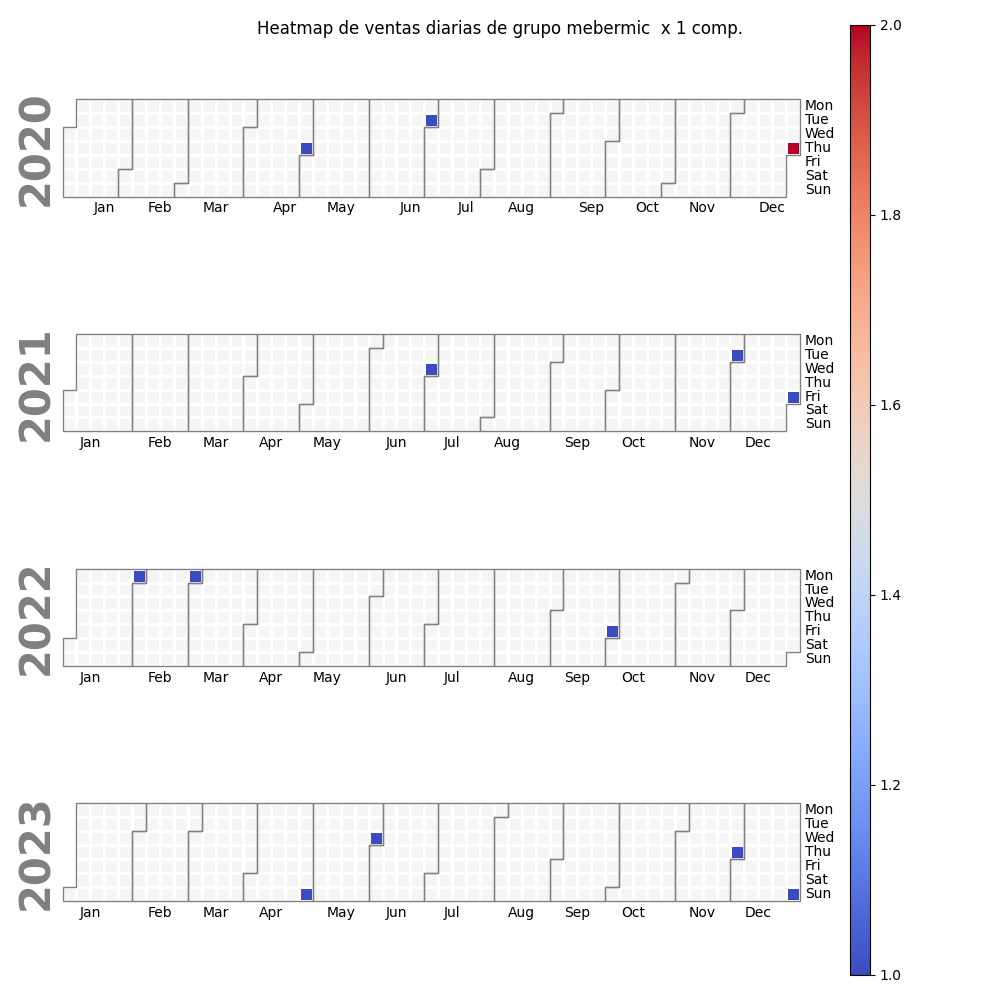 Heatmap de ventas diarias de grupo mebermic  x 1 comp.
2020
Mon
Tue
Wed
Thu
Fri
Sat
Sun
Jan Feb Mar Apr May Jun Jul Aug Sep Oct Nov Dec
2021
Mon
Tue
Wed
Thu
Fri
Sat
Sun
Jan Feb Mar Apr May Jun Jul Aug Sep Oct Nov Dec
2022
Mon
Tue
Wed
Thu
Fri
Sat
Sun
Jan Feb Mar Apr May Jun Jul Aug Sep Oct Nov Dec
2023
Mon
Tue
Wed
Thu
Fri
Sat
Sun
Jan Feb Mar Apr May Jun Jul Aug Sep Oct Nov Dec
2.0
1.8
1.6
1.4
1.2
1.0